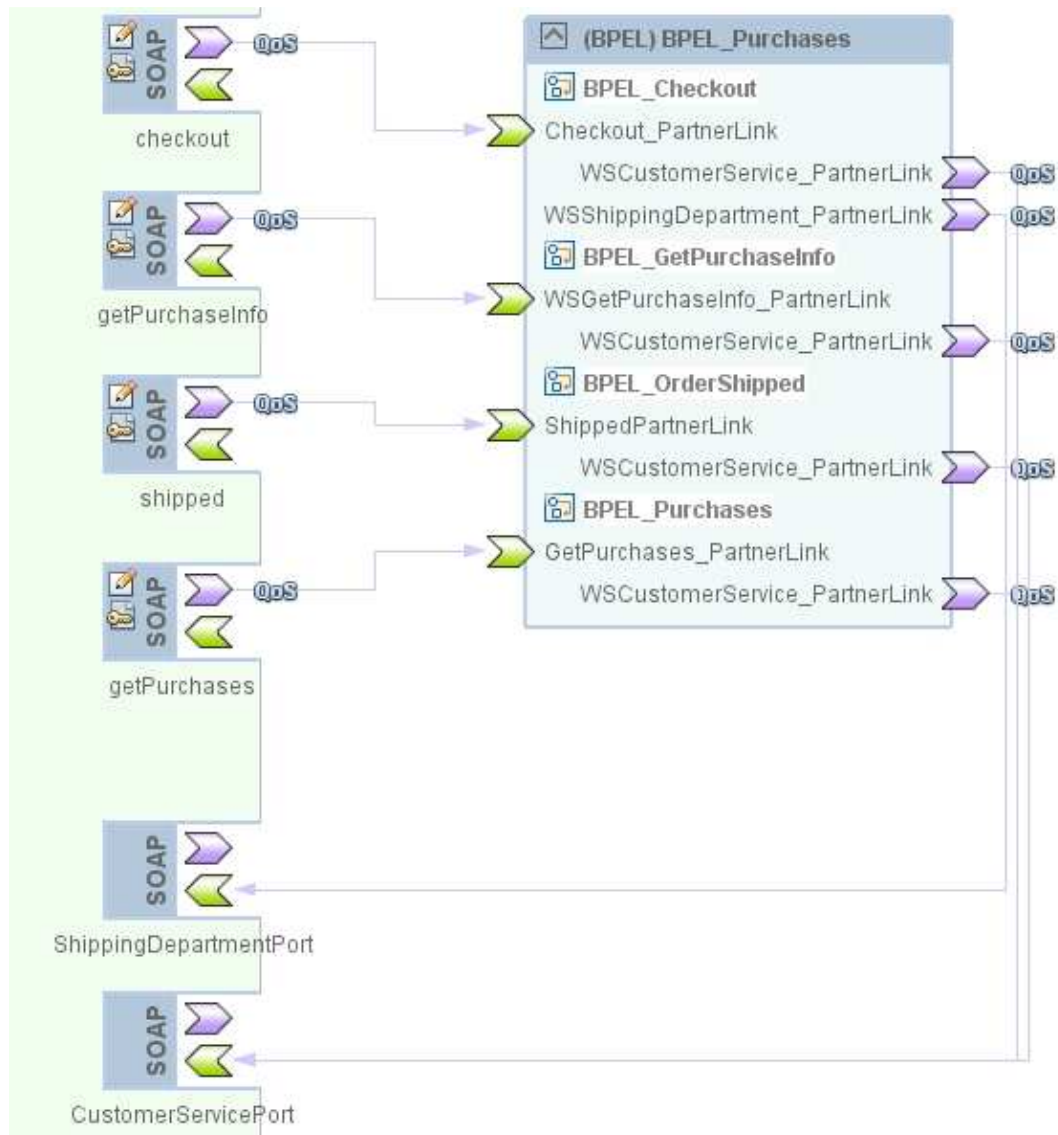 SOAP
QoS
checkout
SOAP
QoS
getPurchaseInfo
SOAP
QoS
shipped
SOAP
QoS
getPurchases
SOAP
ShippingDepartmentPort
SOAP
CustomerServicePort
(BPEL) BPEL_Purchases
BPEL_Checkout
Checkout_PartnerLink
WSCustomerService_PartnerLink QoS
WSShippingDepartment_PartnerLink QoS
BPEL_GetPurchaseInfo
WSGetPurchaseInfo_PartnerLink
WSCustomerService_PartnerLink QoS
BPEL_OrderShipped
ShippedPartnerLink
WSCustomerService_PartnerLink QoS
BPEL_Purchases
GetPurchases_PartnerLink
WSCustomerService_PartnerLink QoS